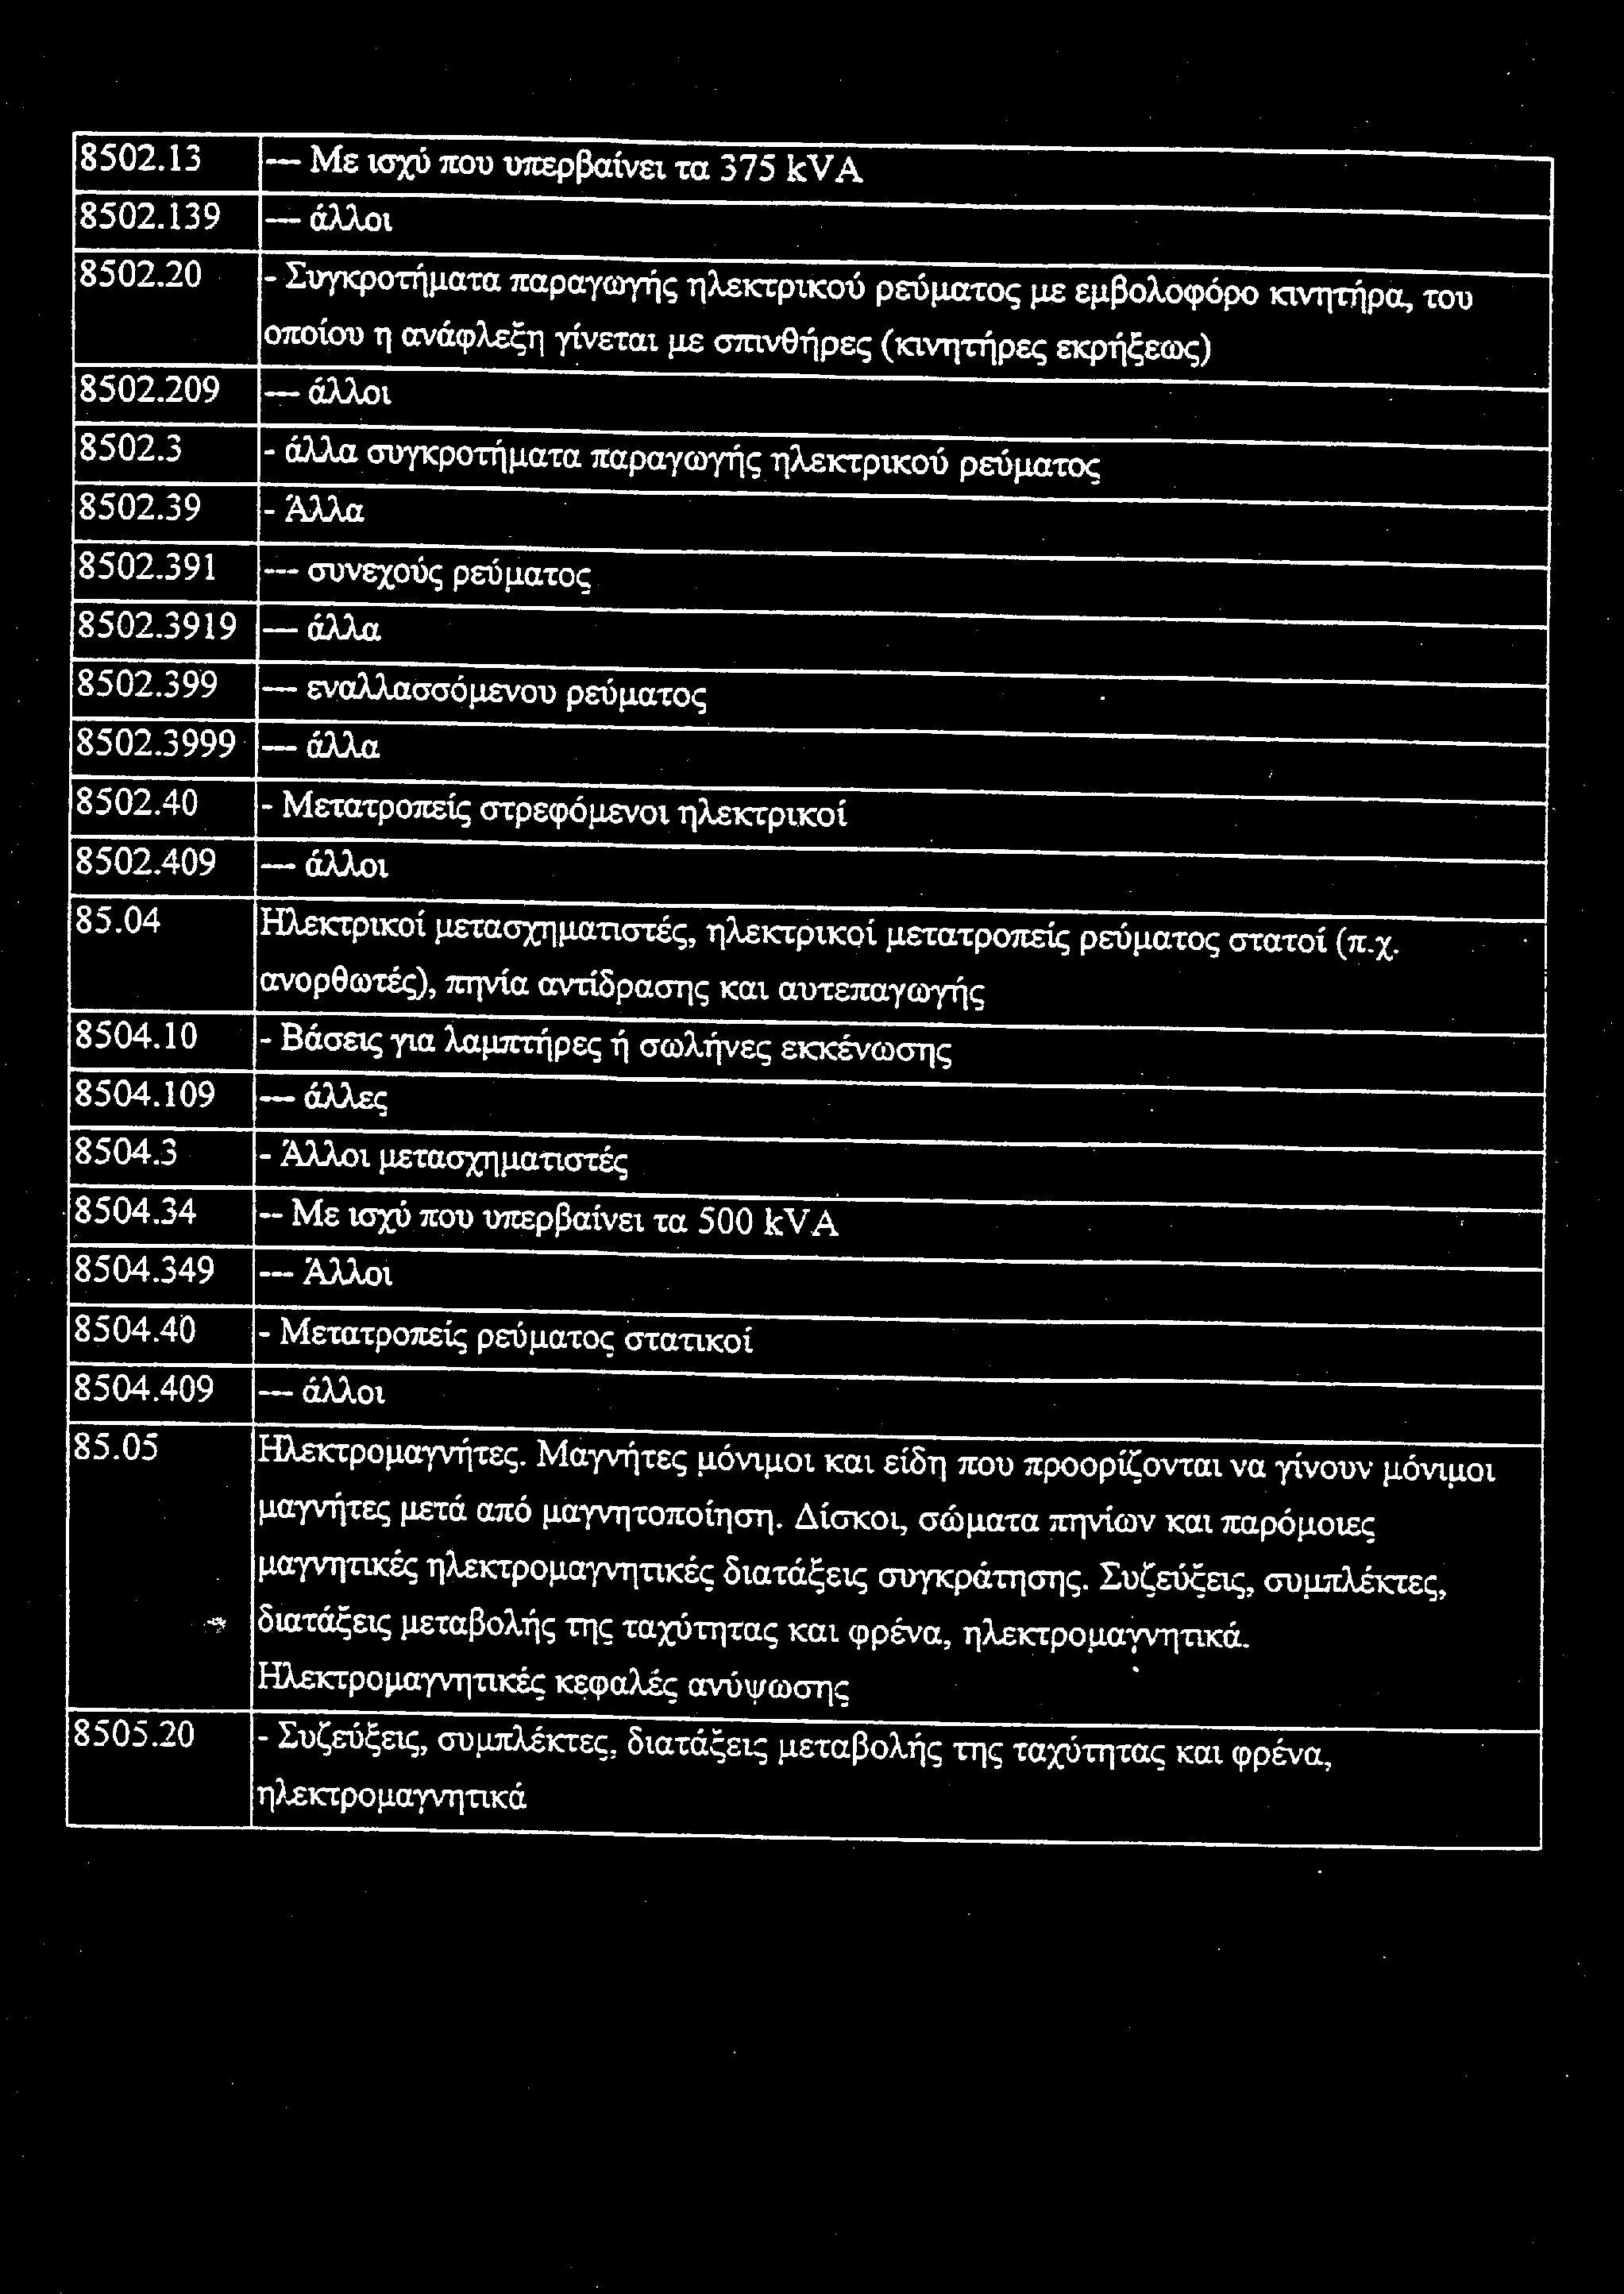 8502.13 — Με ισχύ που υπερβαίνει τα 375 kVA
8502.139 — άλλοι
8502.20 - Συγκροτήματα παραγωγής ηλεκτρικού ρεύματος με εμβολοφόρο κινητήρα, του
οποίου η ανάφλεξη γίνεται με σπινθήρες (κινητήρες εκρήξεως)
8502.209 — άλλοι
8502.3 - άλλα συγκροτήματα παραγωγής ηλεκτρικού ρεύματος
8502.39 - Άλλα
8502.391 — συνεχούς ρεύματος
8502.3919 — άλλα
8502.399 — εναλλασσόμενου ρεύματος
8502.3999 — άλλα
8502.40 - Μετατροπείς στρεφόμενοι ηλεκτρικοί
8502.409 — άλλοι
85.04 Ηλεκτρικοί μετασχηματιστές, ηλεκτρικοί μετατροπείς ρεύματος στατοί (π.χ.
ανορθωτές), πηνία αντίδρασης και αυτεπαγωγής
8504.10 - Βάσεις για λαμπτήρες ή σωλήνες εκκένωσης
8504.109 — άλλες
8504.3 - Άλλοι μετασχηματιστές
8504.34 -- Με ισχύ που υπερβαίνει τα 500 kVA
8504.349 — Άλλοι
8504.40 - Μετατροπείς ρεύματος στατικοί
8504.409 — άλλοι
85.05 Ηλεκτρομαγνήτες. Μαγνήτες μόνιμοι και είδη που προορίζονται να γίνουν μόνιμοι
μαγνήτες μετά από μαγνητοποίηση. Δίσκοι, σώματα πηνίων και παρόμοιες
μαγνητικές ηλεκτρομαγνητικές διατάξεις συγκράτησης. Συζεύξεις, συμπλέκτες,
διατάξεις μεταβολής της ταχύτητας και φρένα, ηλεκτρομαγνητικά.
Ηλεκτρομαγνητικές κεφαλές ανύψωσης
8505.20 - Συζεύξεις, συμπλέκτες, διατάξεις μεταβολής της ταχύτητας και φρένα,
ηλεκτρομαγνητικά